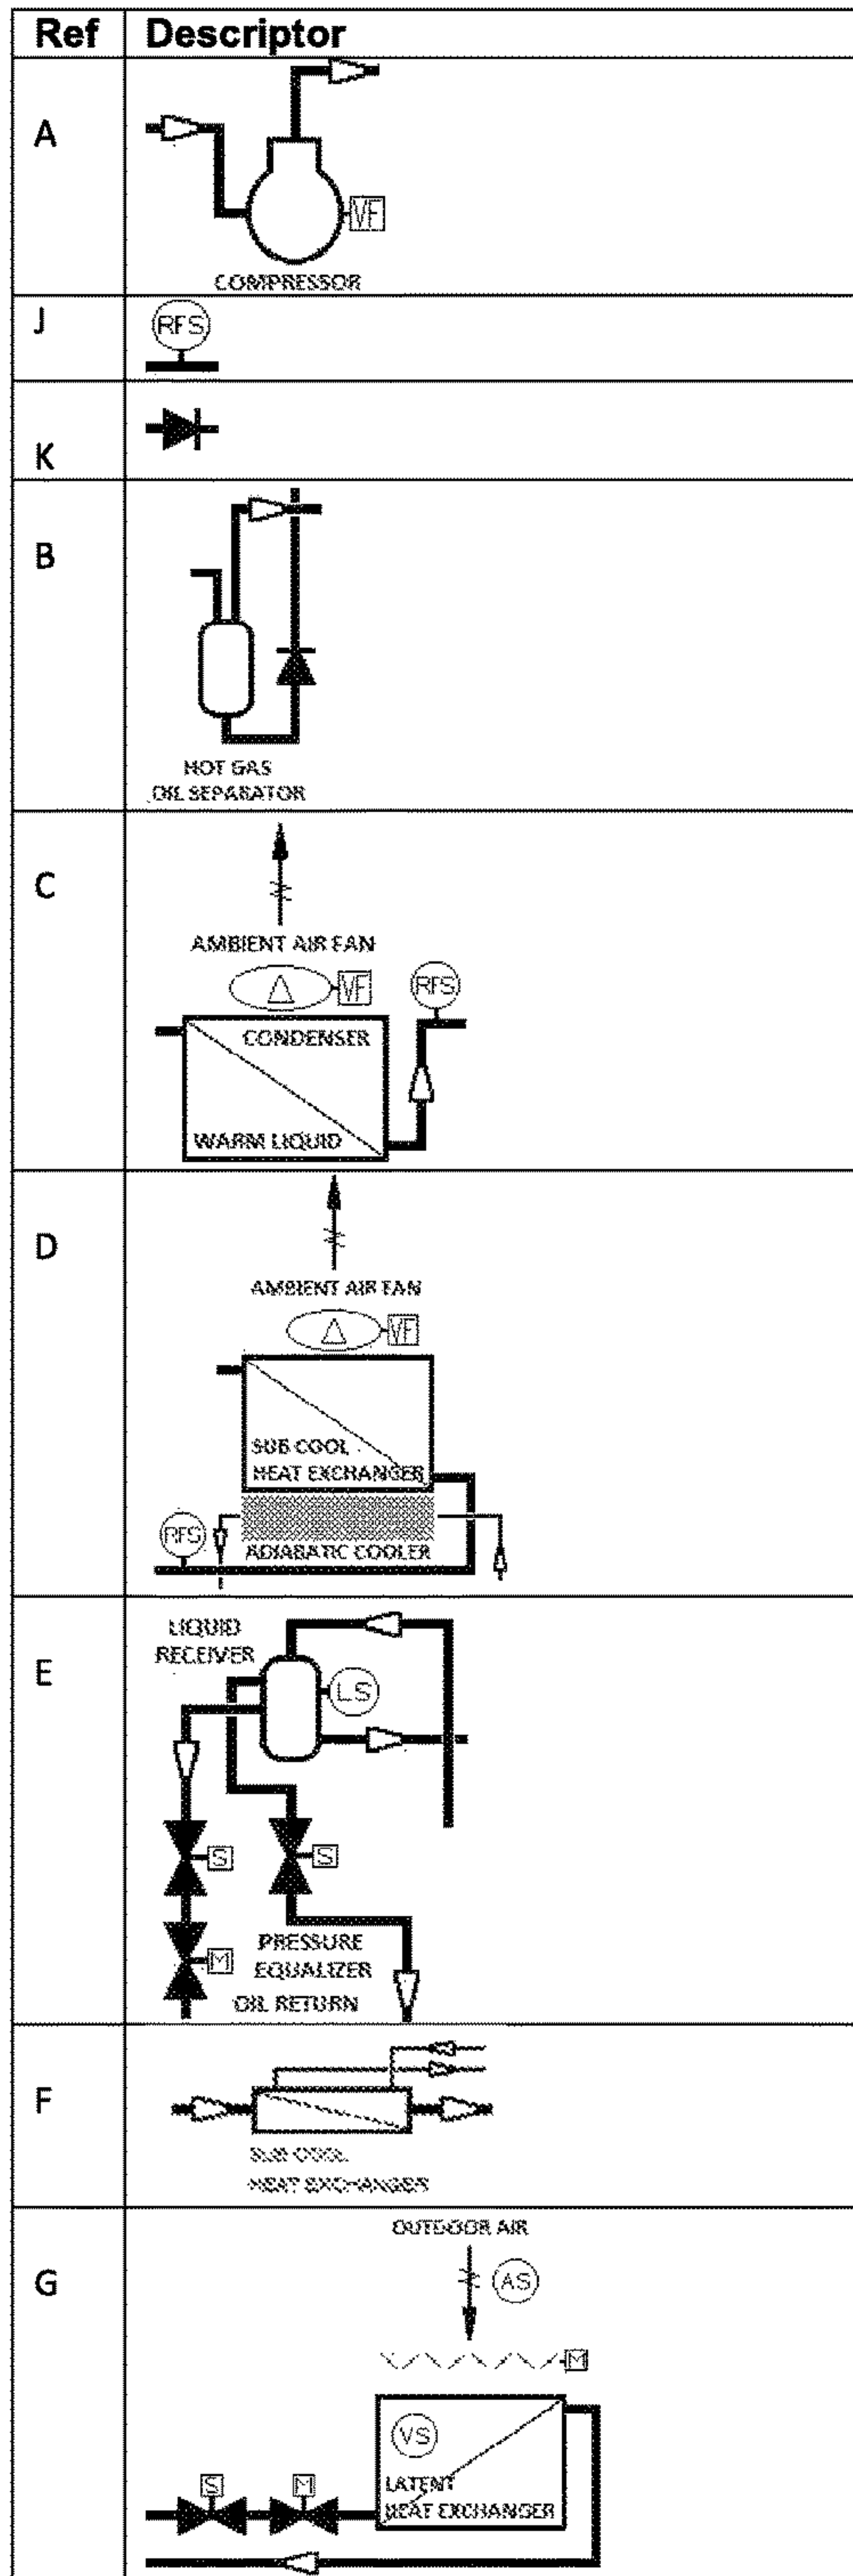 Ref Descriptor
A
VF
COMPRESSOR
J
RFS
K
B
HOT GAS
OIL SEPARATOR
C
AMBIENT AIR FAN
VF
RFS
CONDENSER
WARM LIQUID
D
AMBIENT AIR FAN
VF
SUB COOL
HEAT EXCHANGER
RFS
ADIABATIC COOLER
E
LIQUID
RECEIVER
LS
S
S
M
PRESSURE
EQUALIZER
OIL RETURN
F
SUB COOL
HEAT EXCHANGER
G
OUTDOOR AIR
AS
M
VS
S
M
LATENT
HEAT EXCHANGER